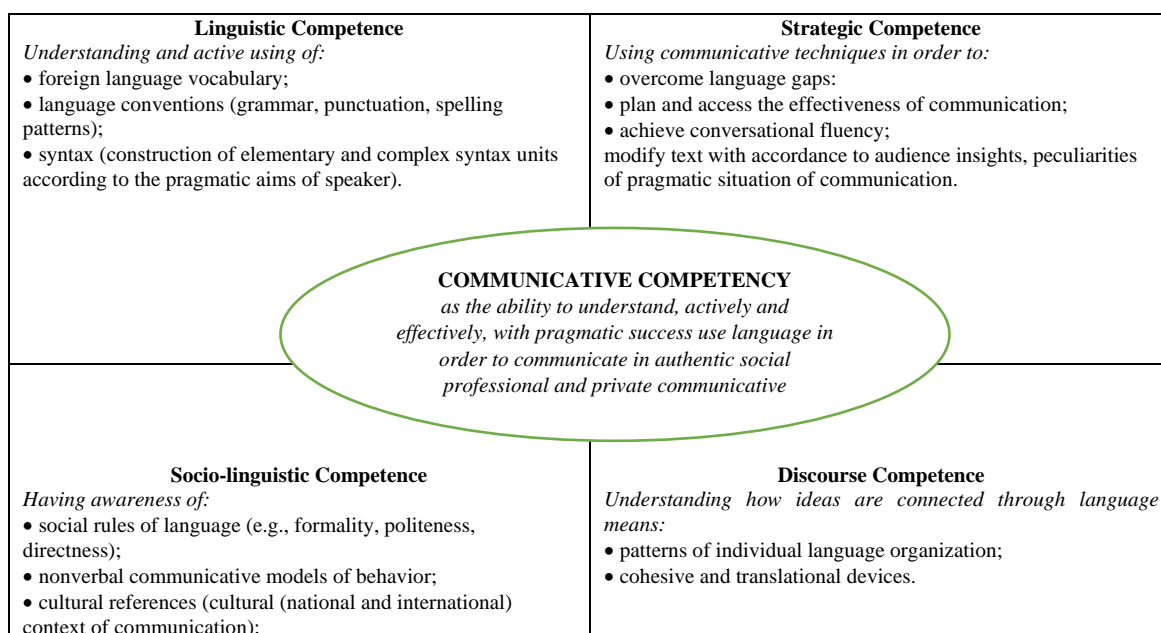 Linguistic Competence
Understanding and active using of:
• foreign language vocabulary;
• language conventions (grammar, punctuation, spelling
patterns);
• syntax (construction of elementary and complex syntax units
according to the pragmatic aims of speaker).
Strategic Competence
Using communicative techniques in order to:
• overcome language gaps:
• plan and access the effectiveness of communication;
• achieve conversational fluency;
modify text with accordance to audience insights, peculiarities
of pragmatic situation of communication.
COMMUNICATIVE COMPETENCY
as the ability to understand, actively and
effectively, with pragmatic success use language in
order to communicate in authentic social
professional and private communicative
Socio-linguistic Competence
Having awareness of:
• social rules of language (e.g., formality, politeness,
directness);
• nonverbal communicative models of behavior;
• cultural references (cultural (national and international)
context of communication);
Discourse Competence
Understanding how ideas are connected through language
means:
• patterns of individual language organization;
• cohesive and translational devices.